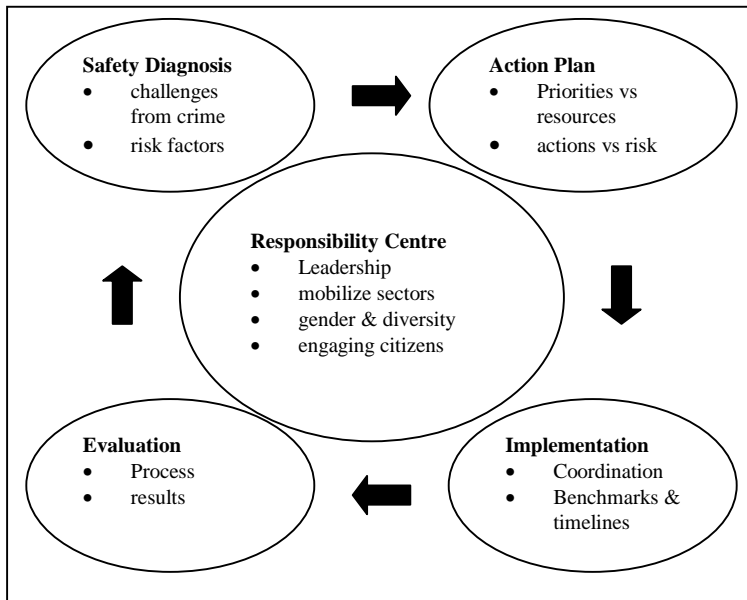 Safety Diagnosis
• challenges
from crime
• risk factors
Action Plan
• Priorities vs
resources
• actions vs risk
Responsibility Centre
• Leadership
• mobilize sectors
• gender & diversity
• engaging citizens
Evaluation
• Process
• results
Implementation
• Coordination
• Benchmarks &
timelines